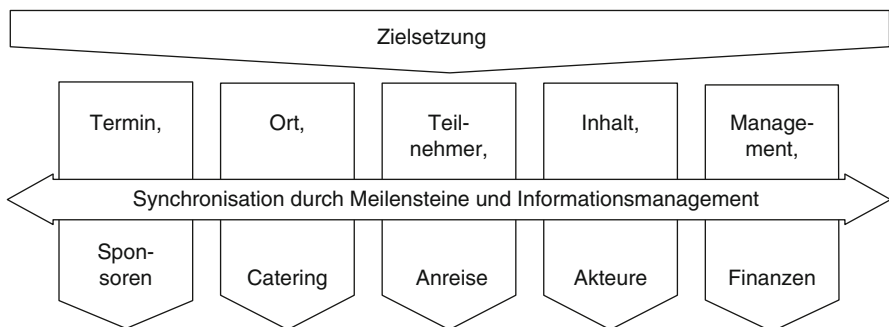 Zielsetzung
Termin,
Ort,
Teil-
nehmer,
Inhalt,
Manage-
ment,
Synchronisation durch Meilensteine und Informationsmanagement
Spon-
soren
Catering
Anreise
Akteure
Finanzen